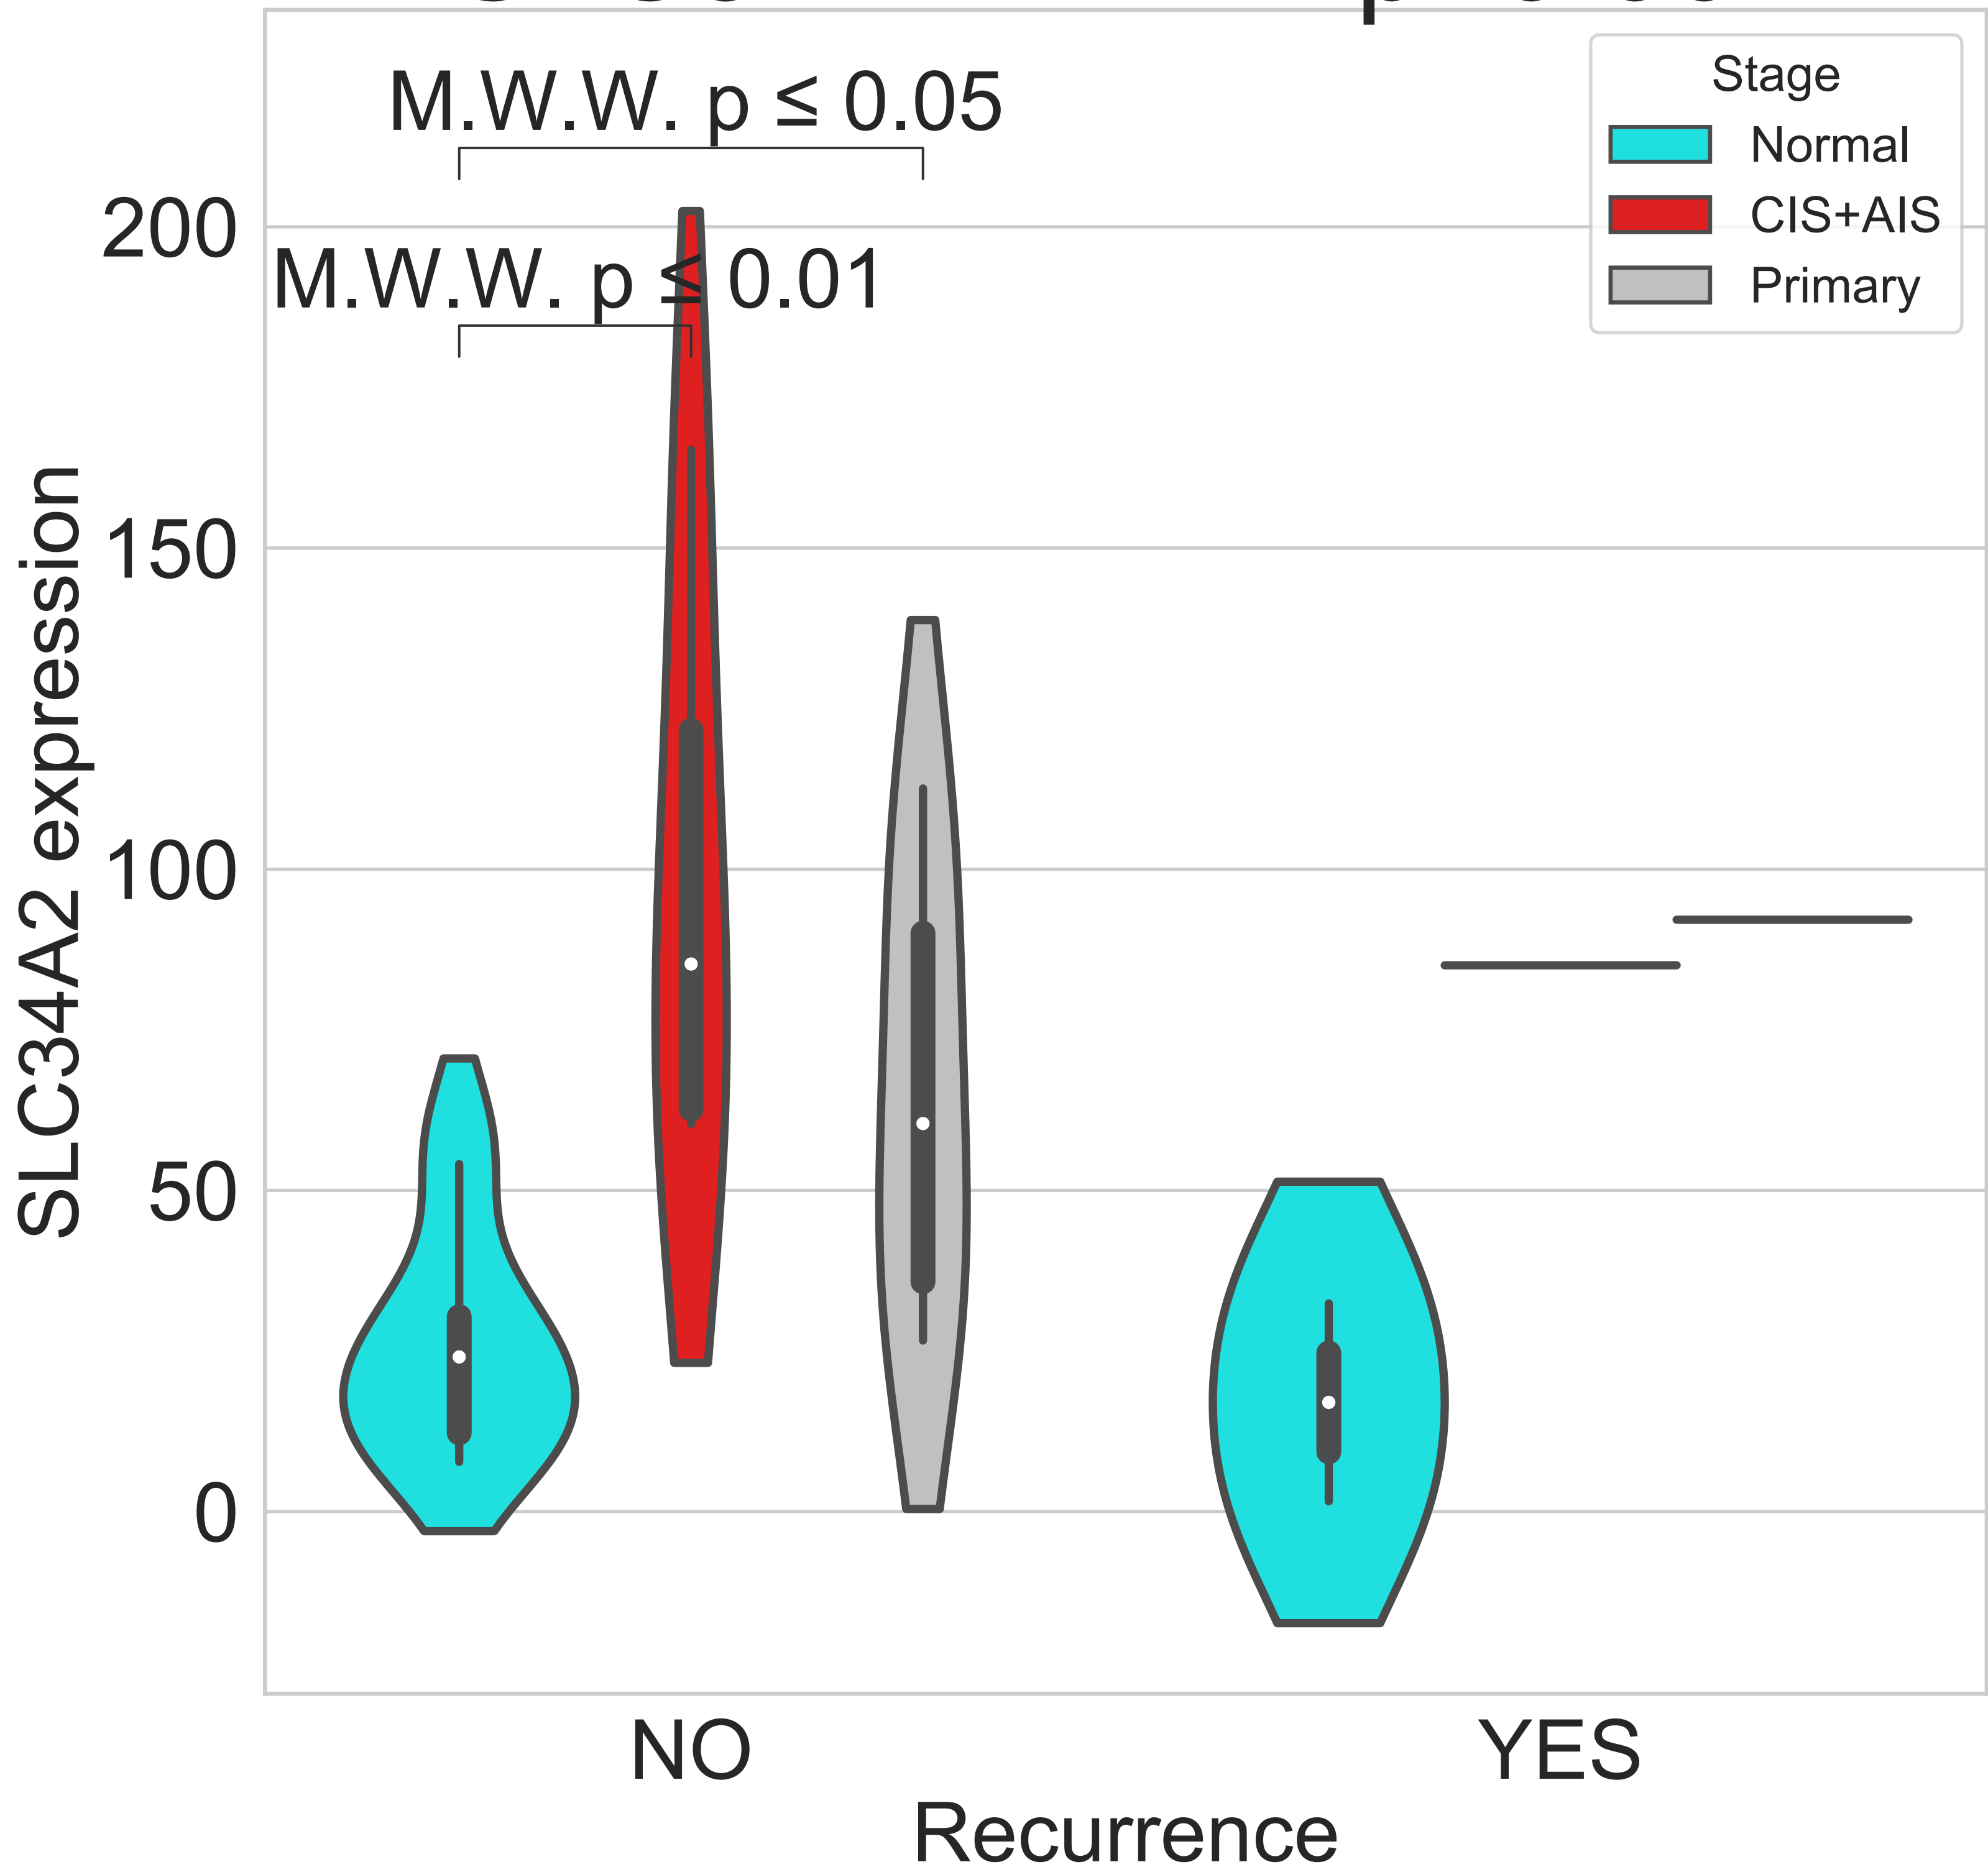 M.W.W. p ≤ 0.05
M.W.W. p ≤ 0.01
Stage
Normal
CIS+AIS
Primary
SLC34A2 expression
200
150
100
50
0
NO
YES
Recurrence